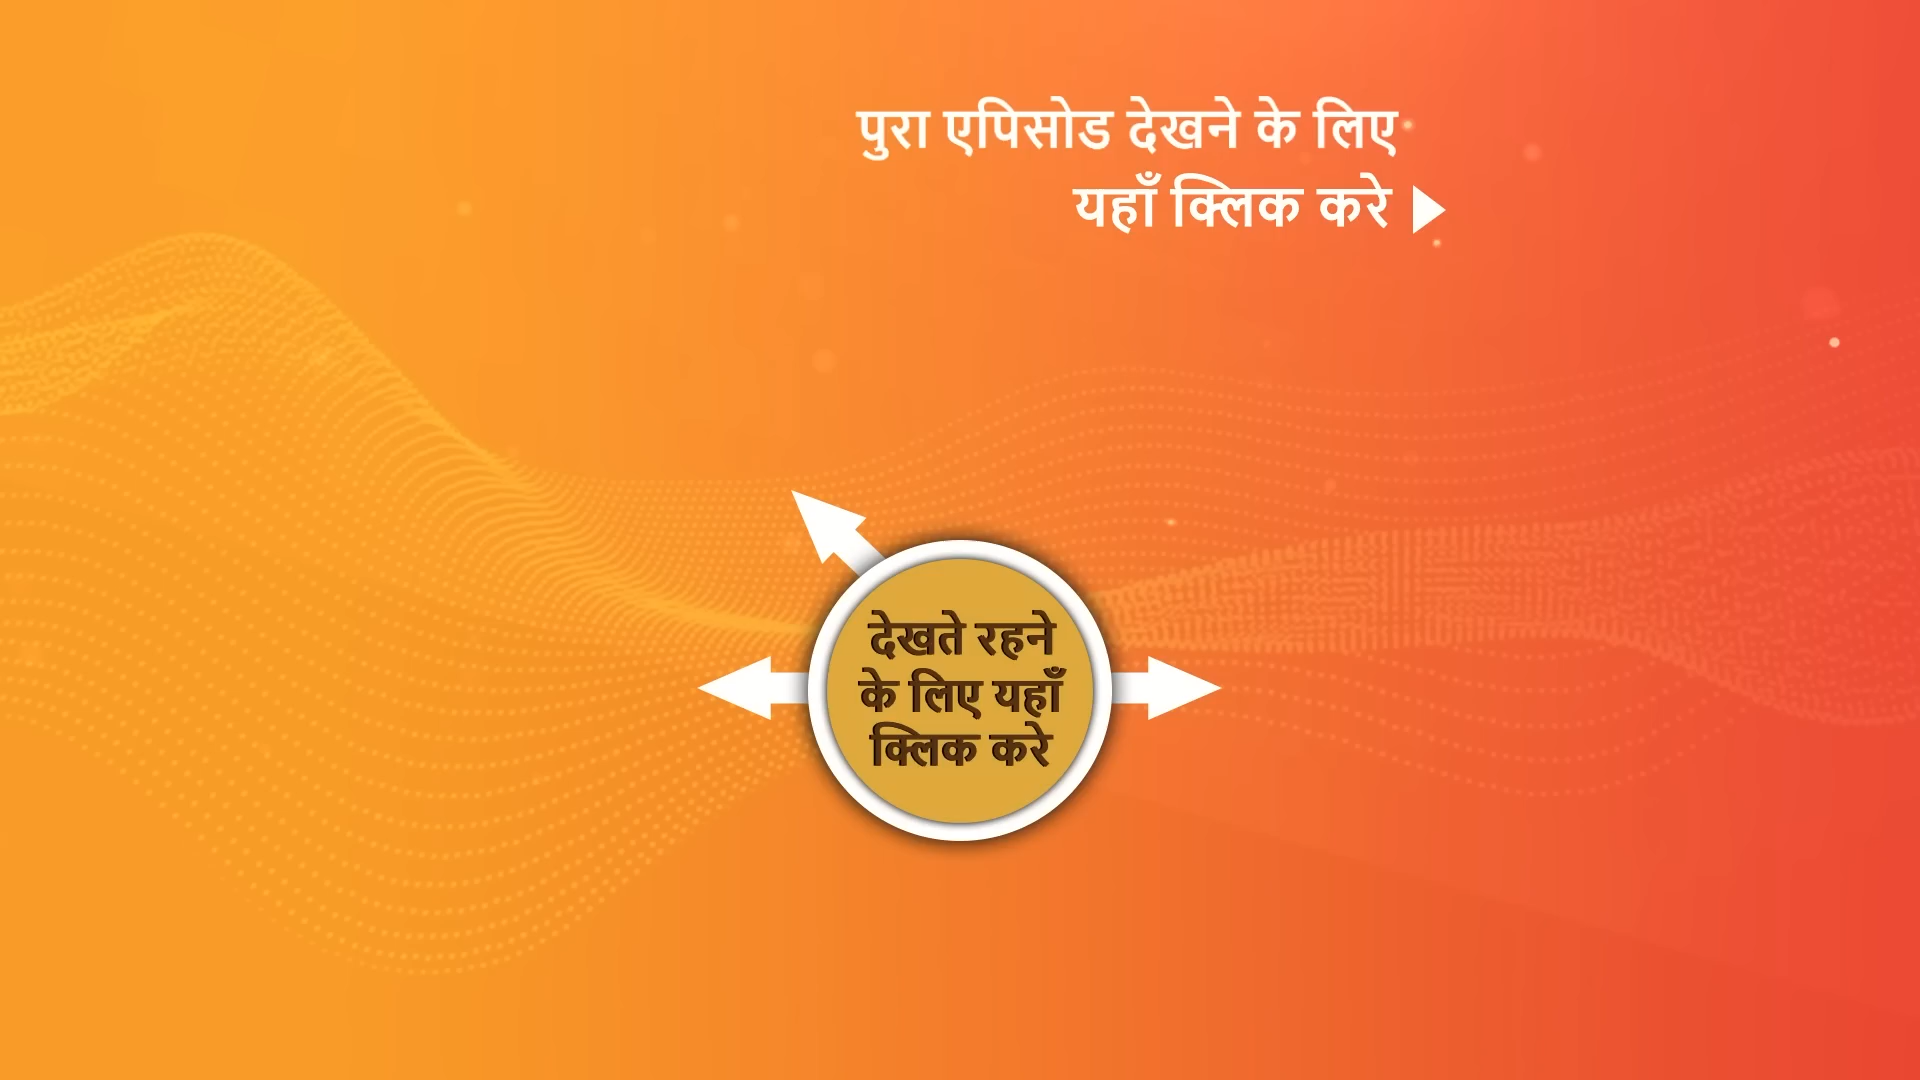 पुरा एपिसोड देखने के लिए
यहाँ क्लिक करे
देखते रहने
के लिए यहाँ
क्लिक करे